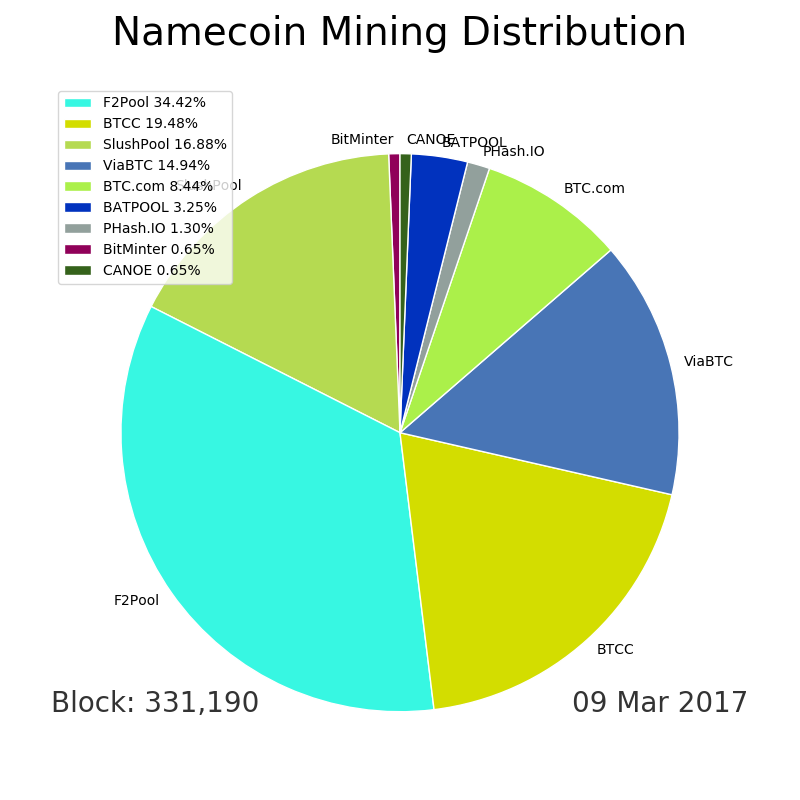 Namecoin Mining Distribution
F2Pool 34.42%
BTCC 19.48%
SlushPool 16.88%
ViaBTC 14.94%
BTC.com 8.44%
BATPOOL 3.25%
PHash.IO 1.30%
BitMinter 0.65%
CANOE 0.65%
BitMinter
CANOE
BATPOOL
PHash.IO
SlushPool
BTC.com
ViaBTC
F2Pool
BTCC
Block: 331,190
09 Mar 2017